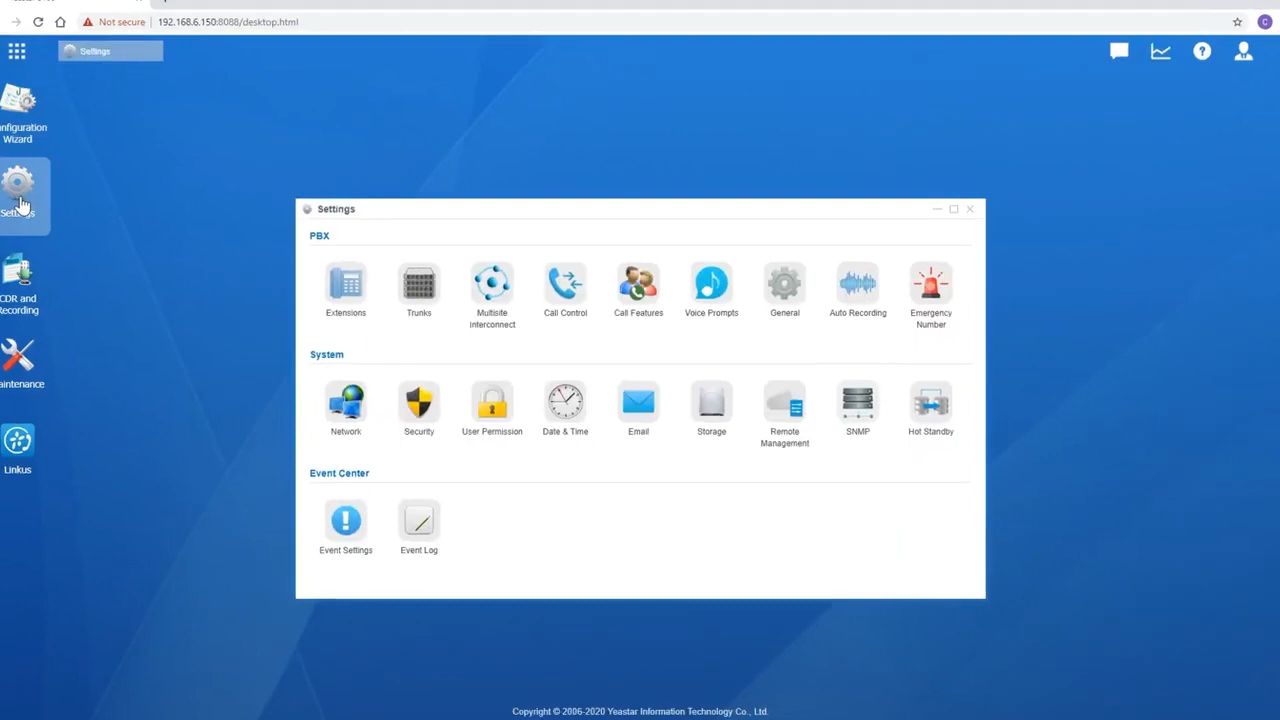 Not secure
192.168.6.150:8088/desktop.html
C
Settings
onfiguration
Wizard
CDR and
Recording
aintenance
Linkus
Settings
PBX
Extensions
Trunks
Multisite
Interconnect
Call Control
Call Features
Voice Prompts
General
Auto Recording
Emergency
Number
System
Network
Security
User Permission
Date & Time
Email
Storage
Remote
Management
SNMP
Hot Standby
Event Center
Event Settings
Event Log
Copyright © 2006-2020 Yeastar Information Technology Co., Ltd.